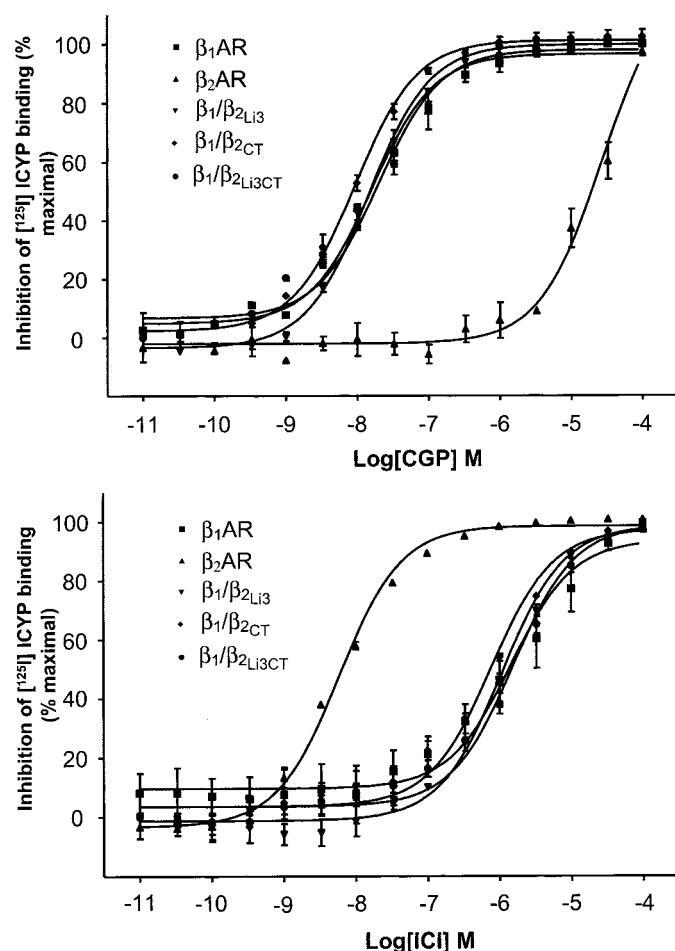 Inhibition of [¹²⁵I] ICYP binding (% maximal)
100
80
60
40
20
0
β₁AR
β₂AR
β₁/β₂Li3
β₁/β₂CT
β₁/β₂Li3CT
-11 -10 -9 -8 -7 -6 -5 -4
Log[CGP] M
Inhibition of [¹²⁵I] ICYP binding (% maximal)
100
80
60
40
20
0
β₁AR
β₂AR
β₁/β₂Li3
β₁/β₂CT
β₁/β₂Li3CT
-11 -10 -9 -8 -7 -6 -5 -4
Log[ICI] M